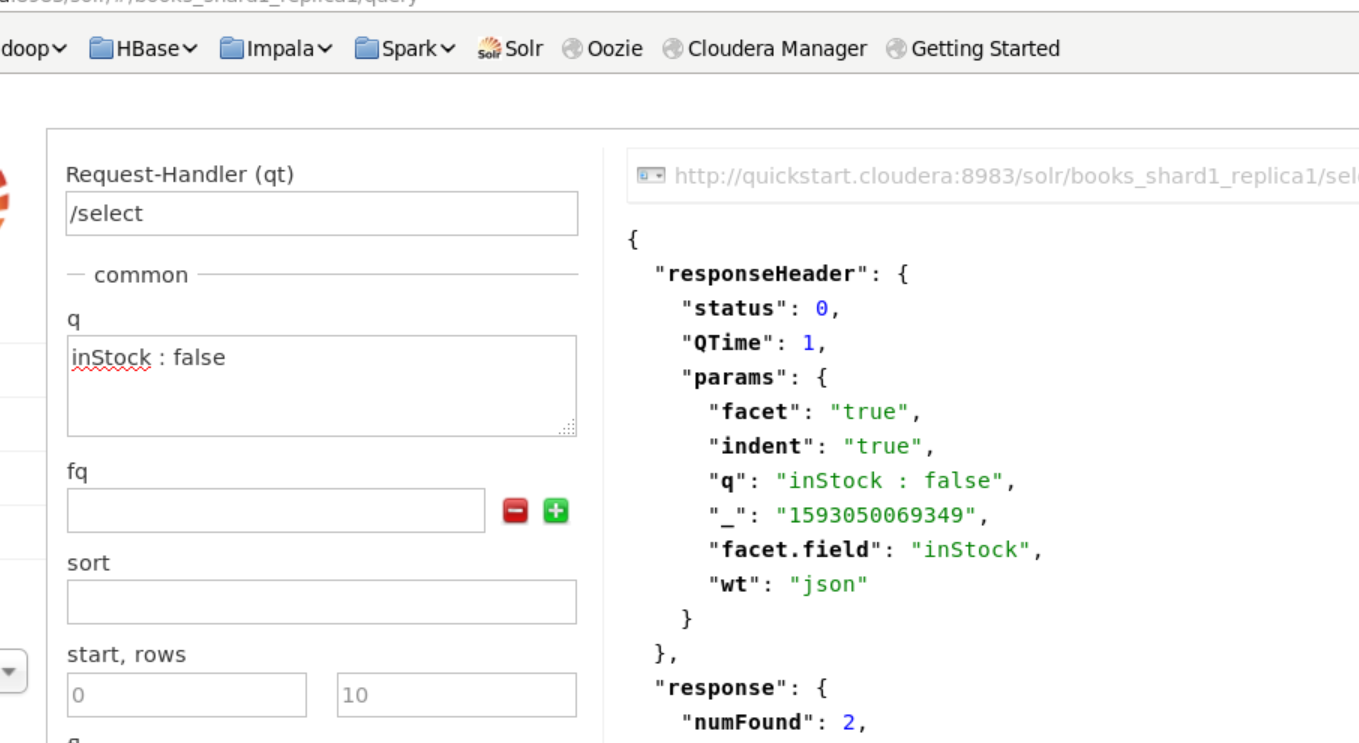 8983/solr/#/books_shard1_replica1/query
doop HBase Impala Spark Solr Oozie Cloudera Manager Getting Started
Request-Handler (qt)
/select
common
q
inStock : false
fq
sort
start, rows
0 10
http://quickstart.cloudera:8983/solr/books_shard1_replica1/sel
{
"responseHeader": {
"status": 0,
"QTime": 1,
"params": {
"facet": "true",
"indent": "true",
"q": "inStock : false",
"_": "1593050069349",
"facet.field": "inStock",
"wt": "json"
}
},
"response": {
"numFound": 2,